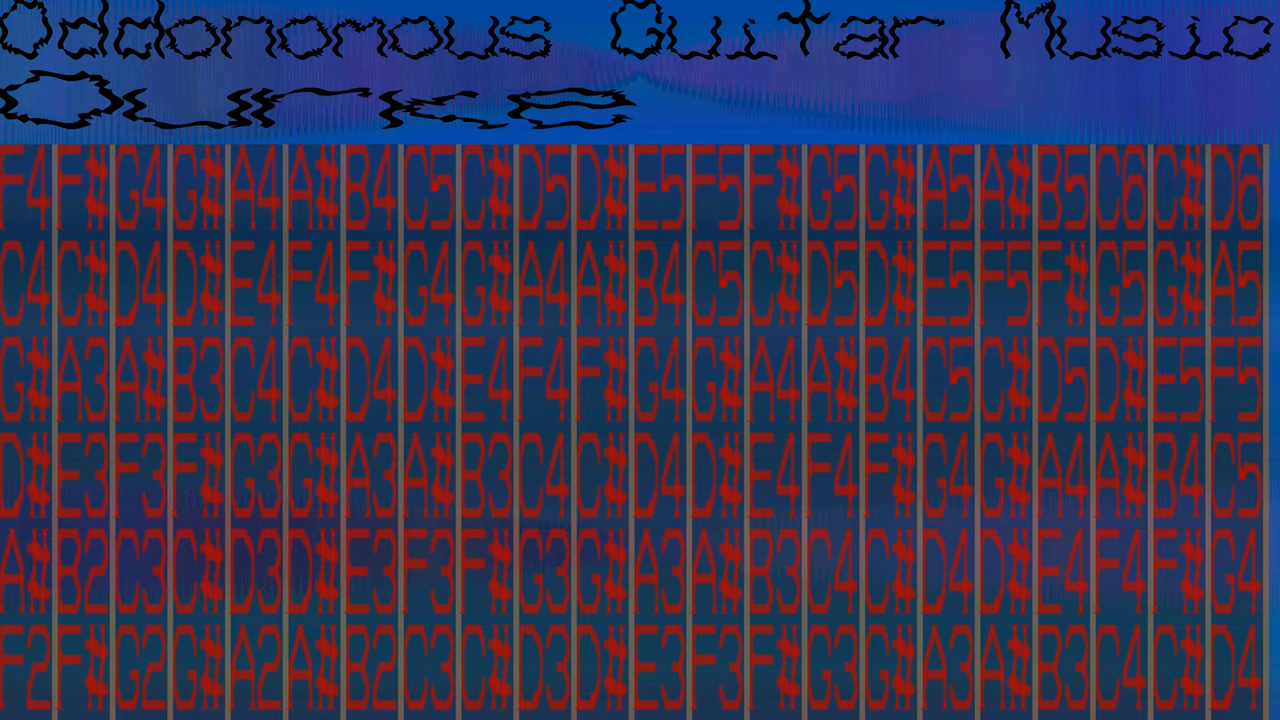 Oddonomous Guitar Music
F4 F# G4 G# A4 A# B4 C5 C# D5 D# E5 F5 F# G5 G# A5 A# B5 C6 C# D6
C4 C# D4 D# E4 F4 F# G4 G# A4 A# B4 C5 C# D5 D# E5 F5 F# G5 G# A5
G# A3 A# B3 C4 C# D4 D# E4 F4 F# G4 G# A4 A# B4 C5 C# D5 D# E5 F5
D# E3 F3 F# G3 G# A3 A# B3 C4 C# D4 D# E4 F4 F# G4 G# A4 A# B4 C5
A# B2 C3 C# D3 D# E3 F3 F# G3 G# A3 A# B3 C4 C# D4 D# E4 F4 F# G4
F2 F# G2 G# A2 A# B2 C3 C# D3 D# E3 F3 F# G3 G# A3 A# B3 C4 C# D4